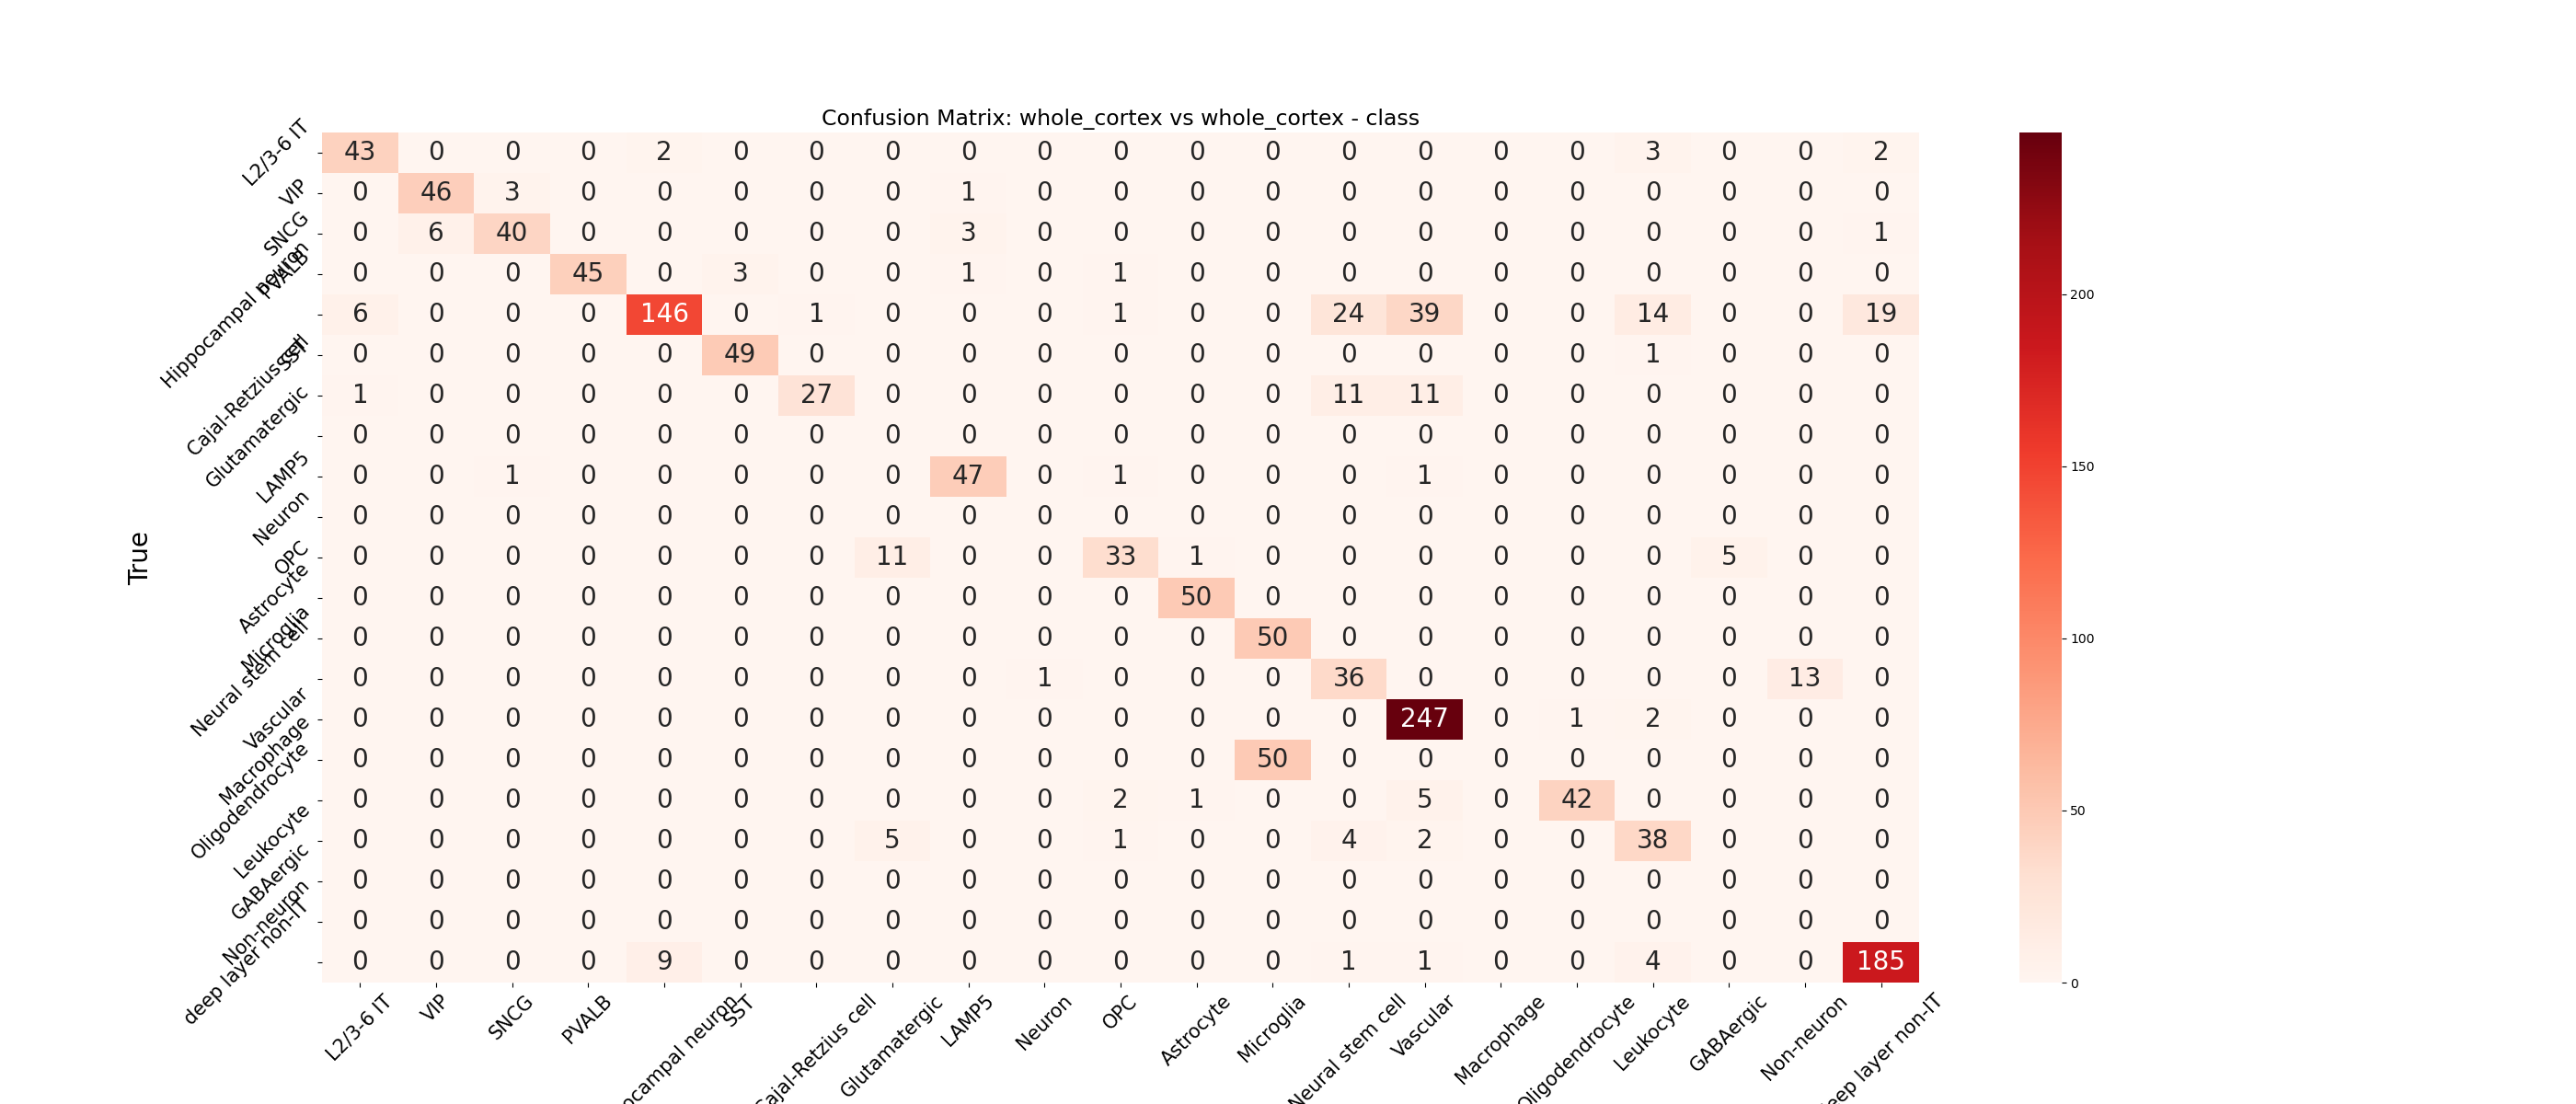 Confusion Matrix: whole_cortex vs whole_cortex - class
True
L2/3-6 IT 43 0 0 0 2 0 0 0 0 0 0 0 0 0 0 0 0 3 0 0 2
VIP 0 46 3 0 0 0 0 0 1 0 0 0 0 0 0 0 0 0 0 0 0
SNCG 0 6 40 0 0 0 0 0 3 0 0 0 0 0 0 0 0 0 0 0 1
PVALB 0 0 0 45 0 3 0 0 1 0 1 0 0 0 0 0 0 0 0 0 0
Hippocampal neuron 6 0 0 0 146 0 1 0 0 0 1 0 0 24 39 0 0 14 0 0 19
SST 0 0 0 0 0 49 0 0 0 0 0 0 0 0 0 0 0 1 0 0 0
Cajal-Retzius cell 1 0 0 0 0 0 27 0 0 0 0 0 0 11 11 0 0 0 0 0 0
Glutamatergic 0 0 0 0 0 0 0 0 0 0 0 0 0 0 0 0 0 0 0 0 0
LAMP5 0 0 1 0 0 0 0 0 47 0 1 0 0 0 1 0 0 0 0 0 0
Neuron 0 0 0 0 0 0 0 0 0 0 0 0 0 0 0 0 0 0 0 0 0
OPC 0 0 0 0 0 0 0 11 0 0 33 1 0 0 0 0 0 0 5 0 0
Astrocyte 0 0 0 0 0 0 0 0 0 0 0 50 0 0 0 0 0 0 0 0 0
Microglia 0 0 0 0 0 0 0 0 0 0 0 0 50 0 0 0 0 0 0 0 0
Neural stem cell 0 0 0 0 0 0 0 0 0 1 0 0 0 36 0 0 0 0 0 13 0
Vascular 0 0 0 0 0 0 0 0 0 0 0 0 0 0 247 0 1 2 0 0 0
Macrophage 0 0 0 0 0 0 0 0 0 0 0 0 50 0 0 0 0 0 0 0 0
Oligodendrocyte 0 0 0 0 0 0 0 0 0 0 2 1 0 0 5 0 42 0 0 0 0
Leukocyte 0 0 0 0 0 0 0 5 0 0 1 0 0 4 2 0 0 38 0 0 0
GABAergic 0 0 0 0 0 0 0 0 0 0 0 0 0 0 0 0 0 0 0 0 0
Non-neuron 0 0 0 0 0 0 0 0 0 0 0 0 0 0 0 0 0 0 0 0 0
deep layer non-IT 0 0 0 0 9 0 0 0 0 0 0 0 0 1 1 0 0 4 0 0 185
L2/3-6 IT
VIP
SNCG
PVALB
ocampal neuron
SST
Cajal-Retzius cell
Glutamatergic
LAMP5
Neuron
OPC
Astrocyte
Microglia
Neural stem cell
Vascular
Macrophage
Oligodendrocyte
Leukocyte
GABAergic
Non-neuron
eep layer non-IT
200
150
100
50
0